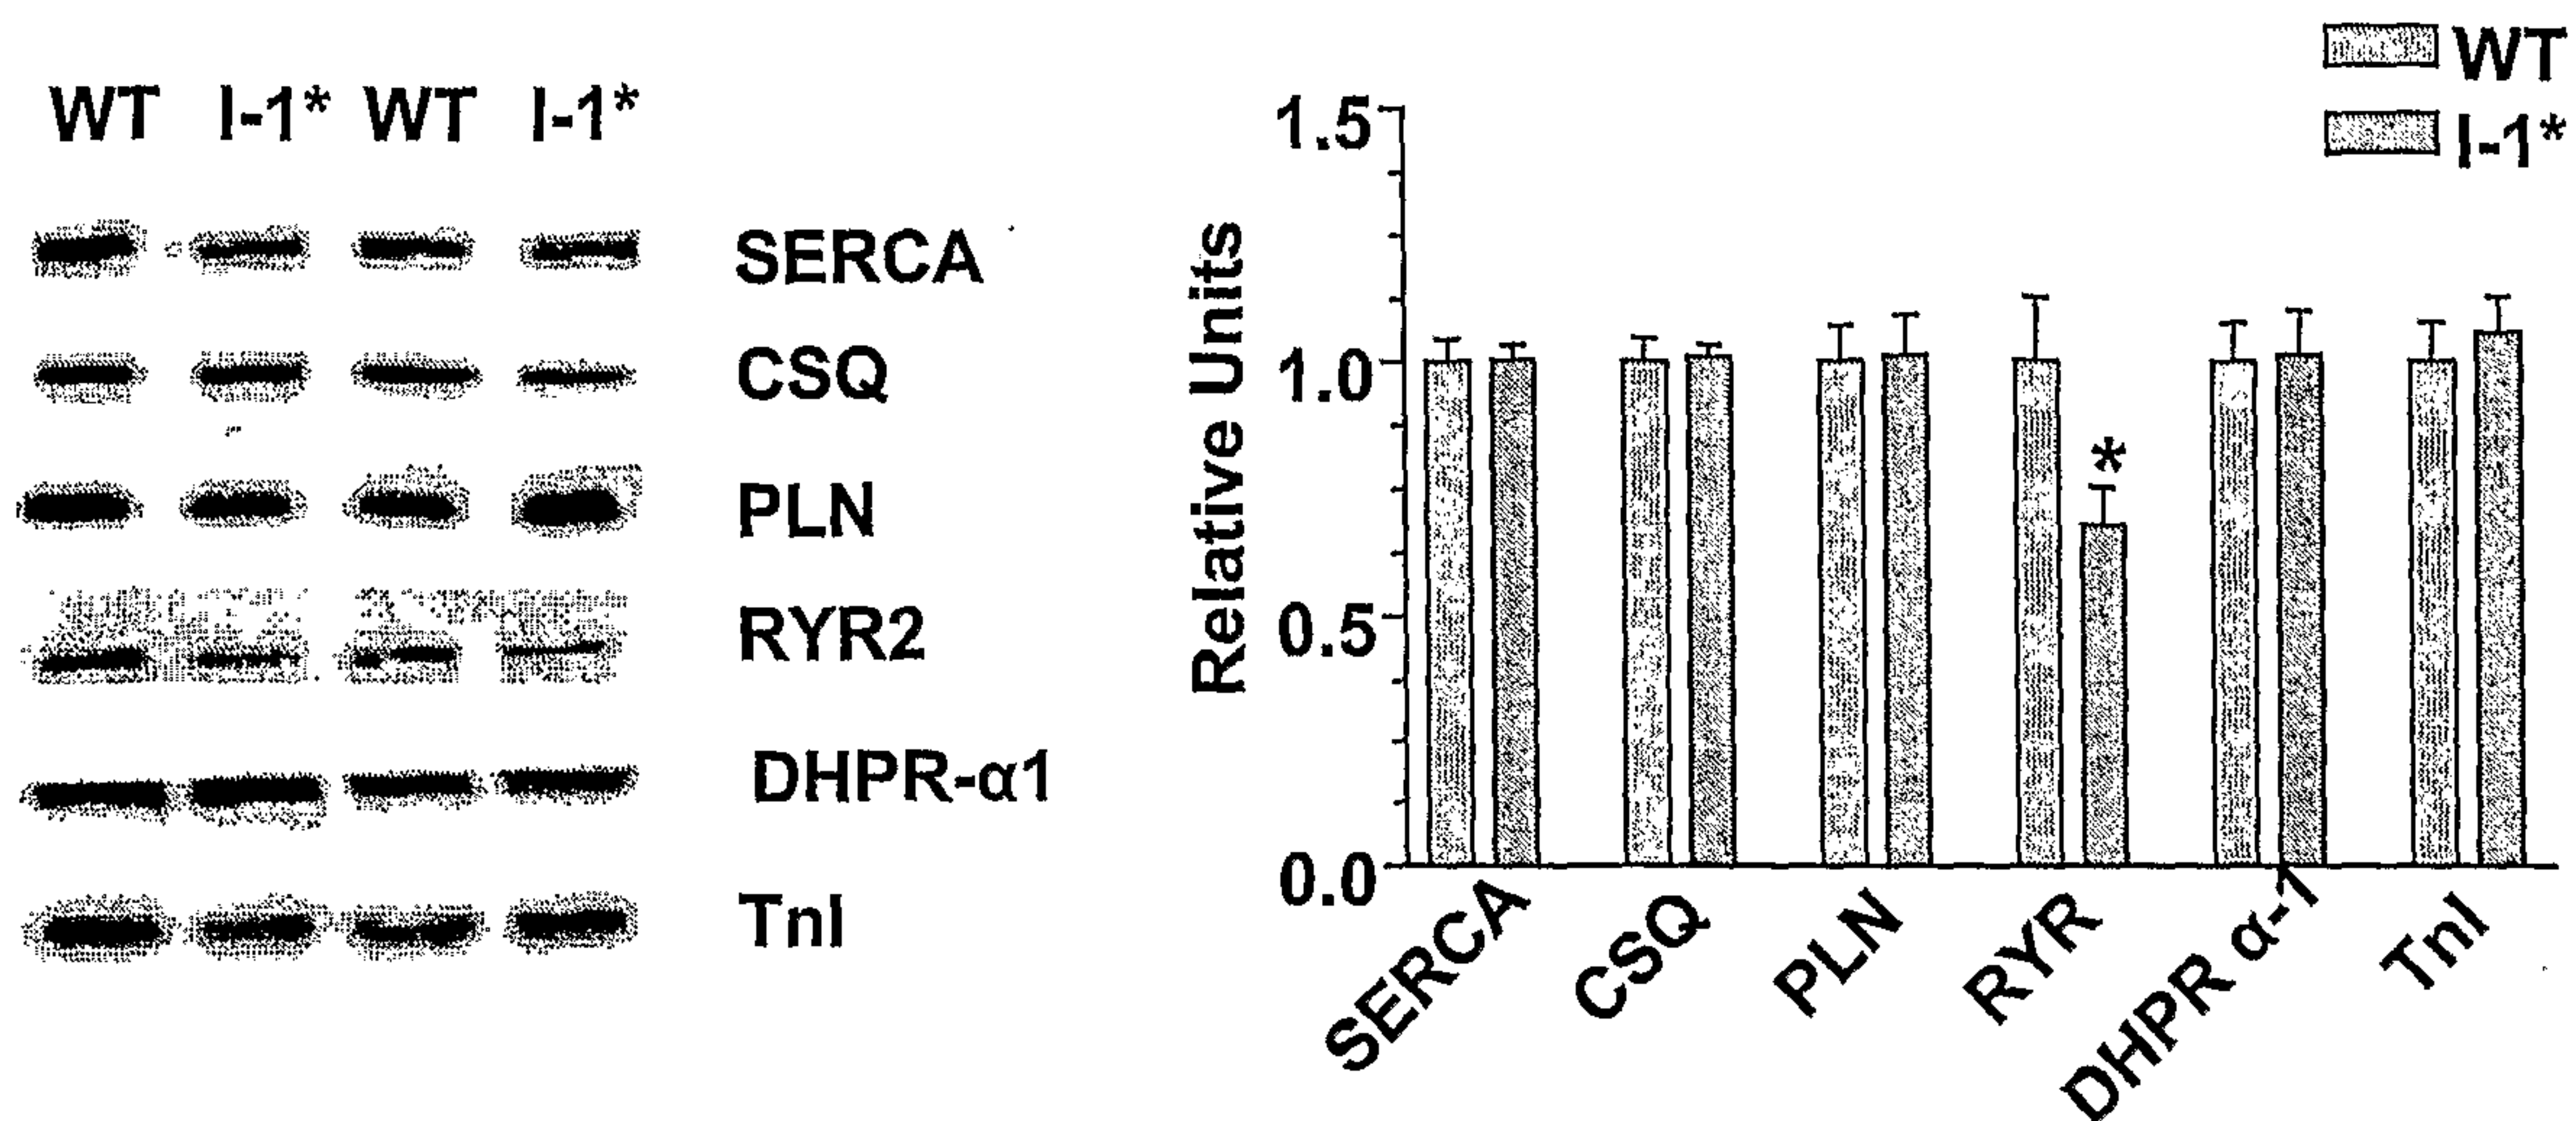 WT I-1* WT I-1*
SERCA
CSQ
PLN
RYR2
DHPR-α1
TnI
WT
I-1*
1.5
1.0
0.5
0.0
Relative Units
*
SERCA
CSQ
PLN
RYR
DHPR α-1
TnI